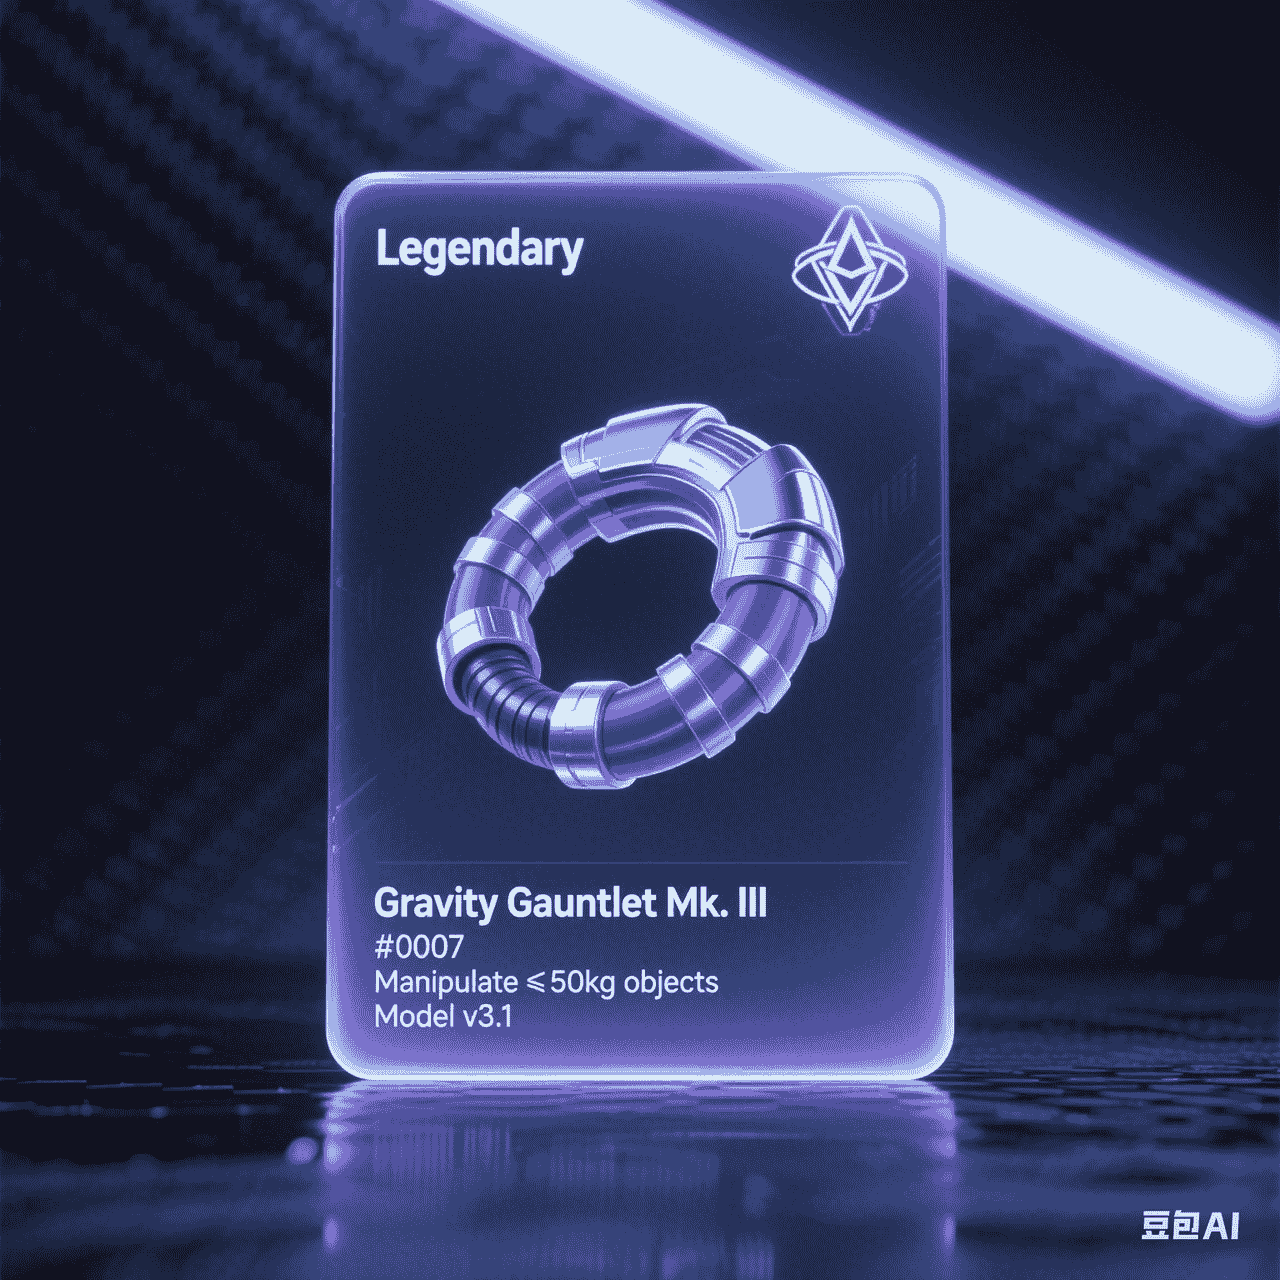 Legendary
Gravity Gauntlet Mk. III
#0007
Manipulate ≤50kg objects
Model v3.1
豆包AI